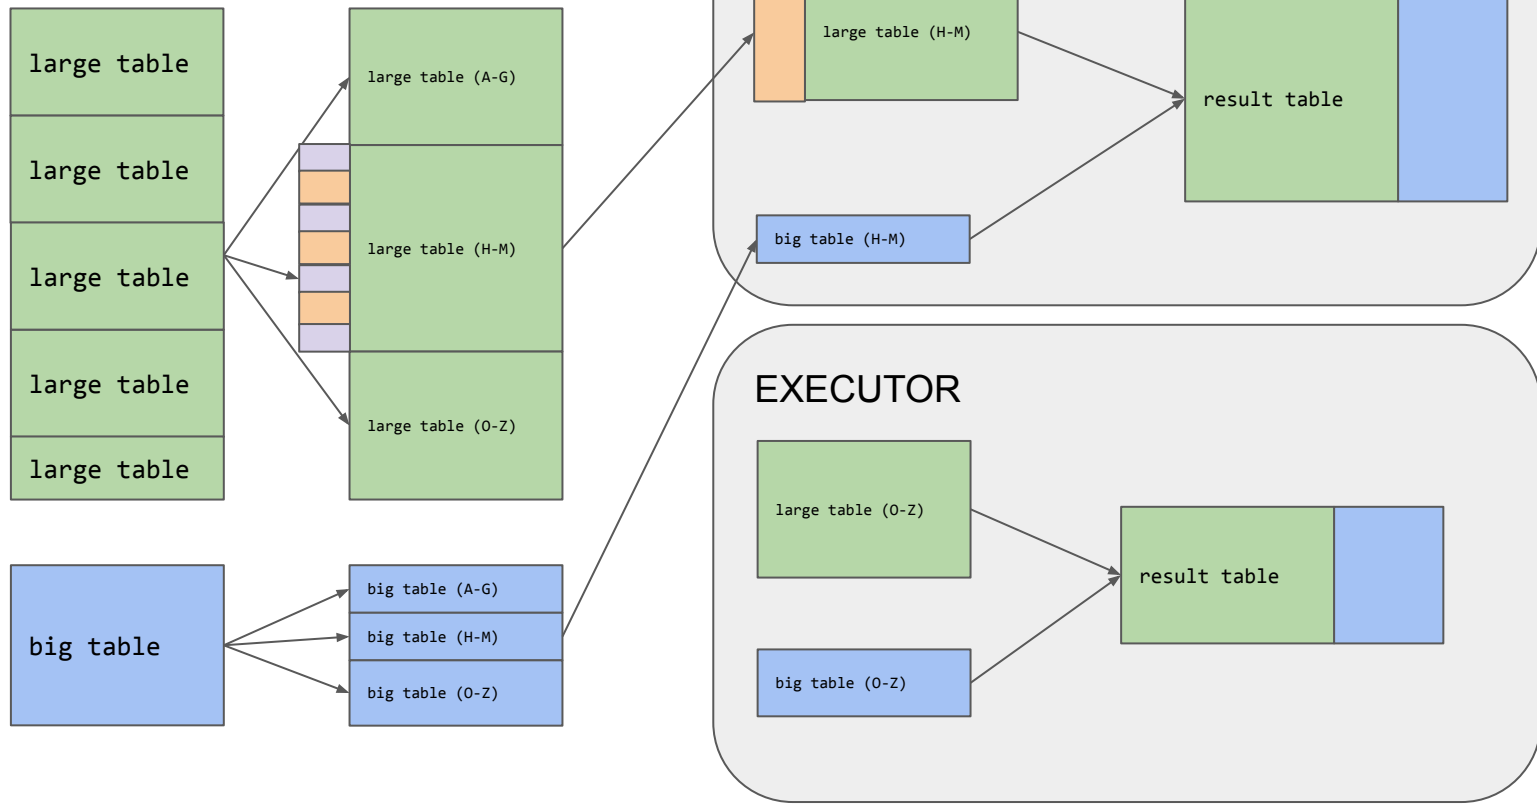 large table
large table
large table
large table
large table
big table
large table (A-G)
large table (H-M)
large table (O-Z)
big table (A-G)
big table (H-M)
big table (O-Z)
large table (H-M)
big table (H-M)
result table
EXECUTOR
large table (O-Z)
big table (O-Z)
result table